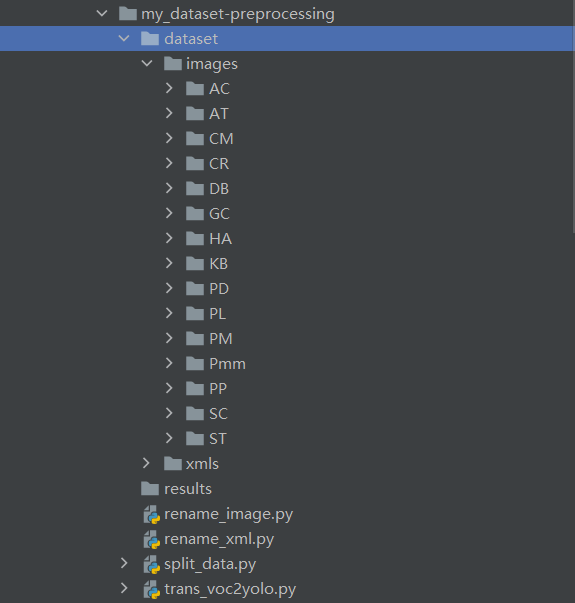 my_dataset-preprocessing
dataset
images
AC
AT
CM
CR
DB
GC
HA
KB
PD
PL
PM
Pmm
PP
SC
ST
xmls
results
rename_image.py
rename_xml.py
split_data.py
trans_voc2yolo.py